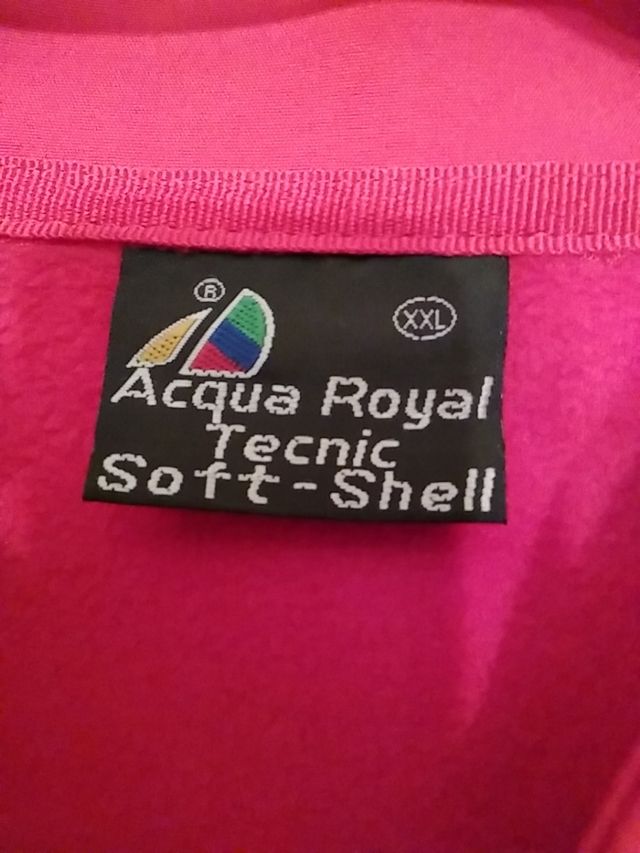 ®
XXL
Acqua Royal
Tecnic
Soft-Shell